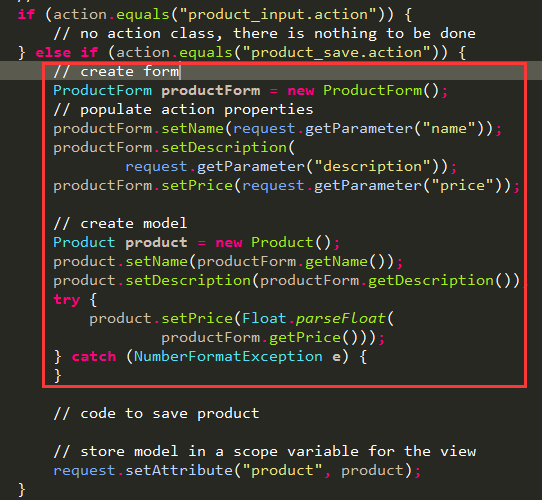 if (action.equals("product_input.action")) {
// no action class, there is nothing to be done
} else if (action.equals("product_save.action")) {
// create form
ProductForm productForm = new ProductForm();
// populate action properties
productForm.setName(request.getParameter("name"));
productForm.setDescription(
request.getParameter("description"));
productForm.setPrice(request.getParameter("price"));
// create model
Product product = new Product();
product.setName(productForm.getName());
product.setDescription(productForm.getDescription())
try {
product.setPrice(Float.parseFloat(
productForm.getPrice()));
} catch (NumberFormatException e) {
}
// code to save product
// store model in a scope variable for the view
request.setAttribute("product", product);
}